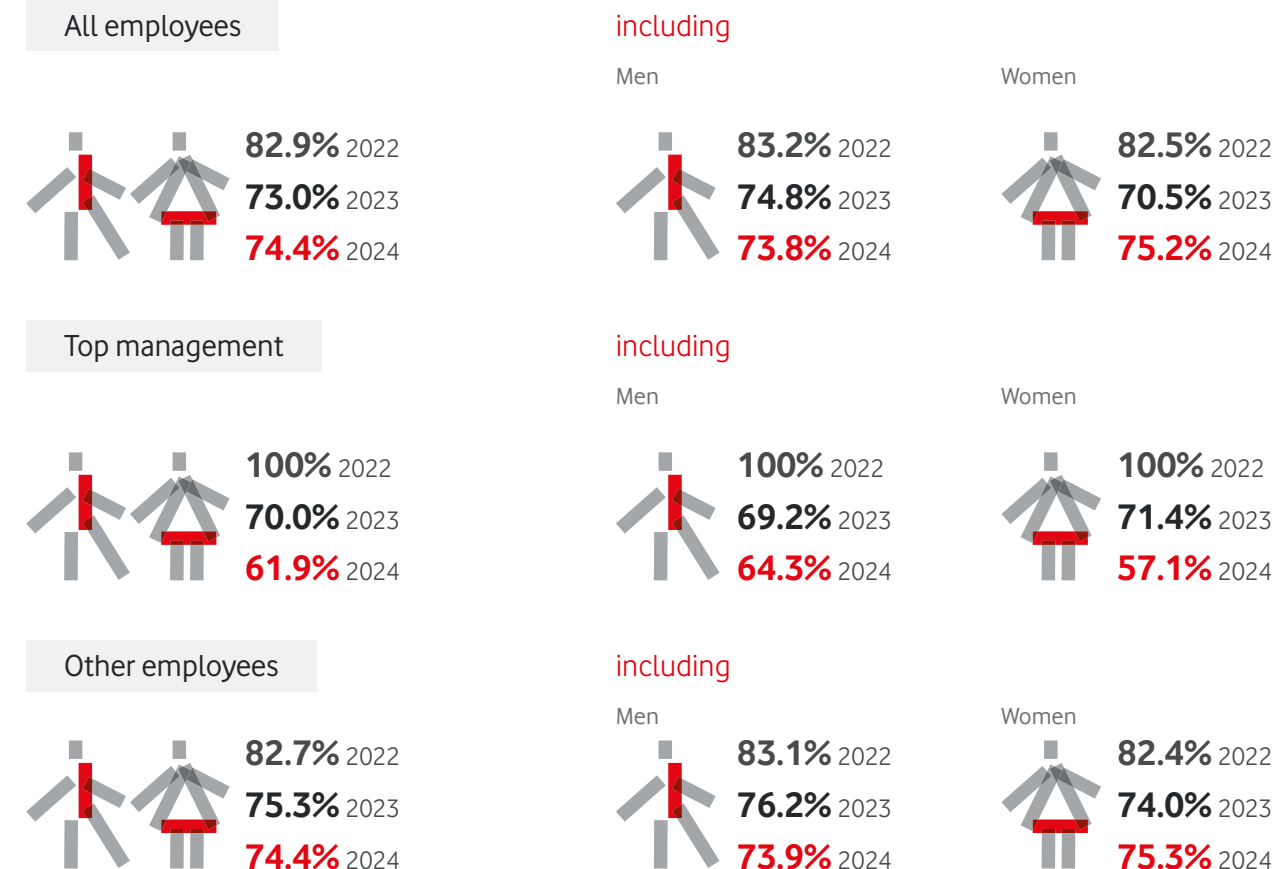 All employees
including
Men
Women
82.9% 2022
73.0% 2023
74.4% 2024
83.2% 2022
74.8% 2023
73.8% 2024
82.5% 2022
70.5% 2023
75.2% 2024
Top management
including
Men
Women
100% 2022
70.0% 2023
61.9% 2024
100% 2022
69.2% 2023
64.3% 2024
100% 2022
71.4% 2023
57.1% 2024
Other employees
including
Men
Women
82.7% 2022
75.3% 2023
74.4% 2024
83.1% 2022
76.2% 2023
73.9% 2024
82.4% 2022
74.0% 2023
75.3% 2024